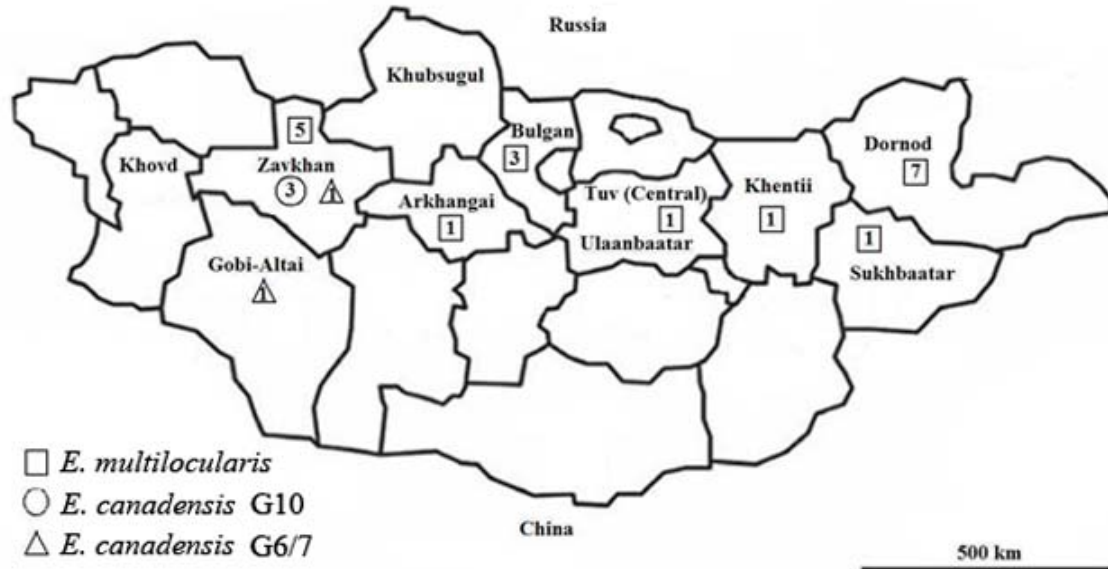 Russia
Khubsugul
5
Bulgan
3
Dornod
7
Khovd
Zavkhan
3
1
Arkhangai
1
Tuv (Central)
1
Ulaanbaatar
Khentii
1
1
Sukhbaatar
Gobi-Altai
1
E. multilocularis
E. canadensis G10
E. canadensis G6/7
China
500 km